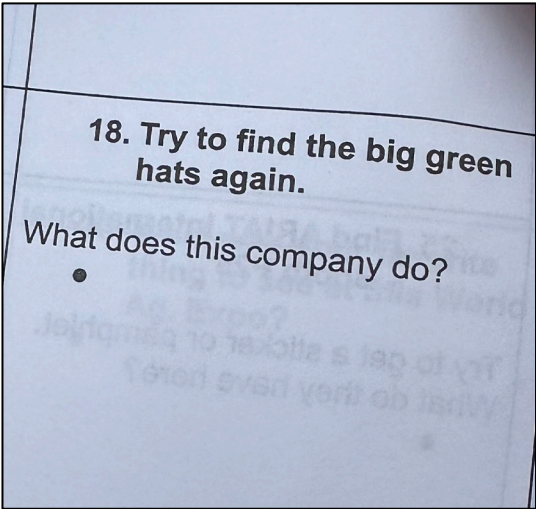 18. Try to find the big green
hats again.
What does this company do?